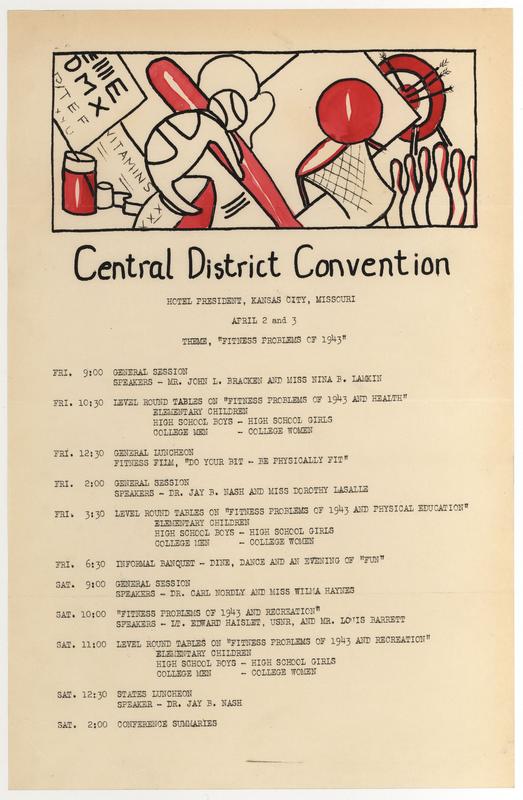 E
DMX
PTEF
XYU
VITAMINS
XX
Central District Convention
HOTEL PRESIDENT, KANSAS CITY, MISSOURI
APRIL 2 and 3
THEME, "FITNESS PROBLEMS OF 1943"
FRI. 9:00 GENERAL SESSION
SPEAKERS – MR. JOHN L. BRACKEN AND MISS NINA B. LAMKIN
FRI. 10:30 LEVEL ROUND TABLES ON "FITNESS PROBLEMS OF 1943 AND HEALTH"
ELEMENTARY CHILDREN
HIGH SCHOOL BOYS – HIGH SCHOOL GIRLS
COLLEGE MEN – COLLEGE WOMEN
FRI. 12:30 GENERAL LUNCHEON
FITNESS FILM, "DO YOUR BIT – BE PHYSICALLY FIT"
FRI. 2:00 GENERAL SESSION
SPEAKERS – DR. JAY B. NASH AND MISS DOROTHY LASALLE
FRI. 3:30 LEVEL ROUND TABLES ON "FITNESS PROBLEMS OF 1943 AND PHYSICAL EDUCATION"
ELEMENTARY CHILDREN
HIGH SCHOOL BOYS – HIGH SCHOOL GIRLS
COLLEGE MEN – COLLEGE WOMEN
FRI. 6:30 INFORMAL BANQUET – DINE, DANCE AND AN EVENING OF "FUN"
SAT. 9:00 GENERAL SESSION
SPEAKERS – DR. CARL NORDLY AND MISS WILMA HAYNES
SAT. 10:00 "FITNESS PROBLEMS OF 1943 AND RECREATION"
SPEAKERS – LT. EDWARD HAISLET, USNR, AND MR. LOUIS BARRETT
SAT. 11:00 LEVEL ROUND TABLES ON "FITNESS PROBLEMS OF 1943 AND RECREATION"
ELEMENTARY CHILDREN
HIGH SCHOOL BOYS – HIGH SCHOOL GIRLS
COLLEGE MEN – COLLEGE WOMEN
SAT. 12:30 STATES LUNCHEON
SPEAKER – DR. JAY B. NASH
SAT. 2:00 CONFERENCE SUMMARIES